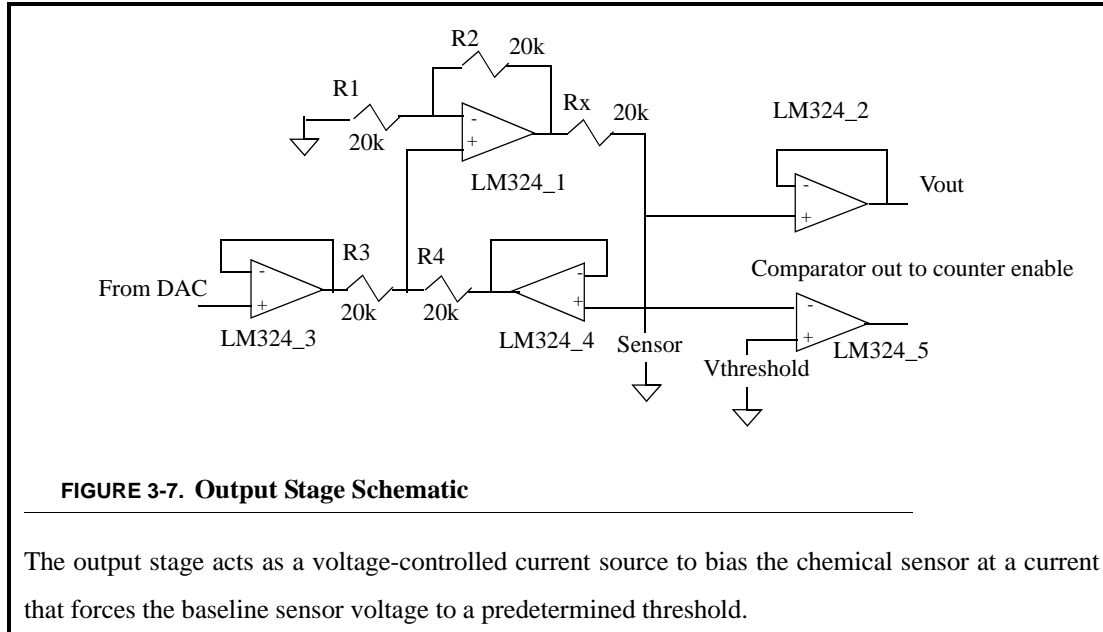 R2
20k
R1
20k
-
+
LM324_1
Rx
20k
LM324_2
-
+
Vout
From DAC
-
+
LM324_3
R3
20k
R4
20k
-
+
LM324_4
Sensor
Comparator out to counter enable
-
+
LM324_5
Vthreshold
FIGURE 3-7. Output Stage Schematic
The output stage acts as a voltage-controlled current source to bias the chemical sensor at a current
that forces the baseline sensor voltage to a predetermined threshold.